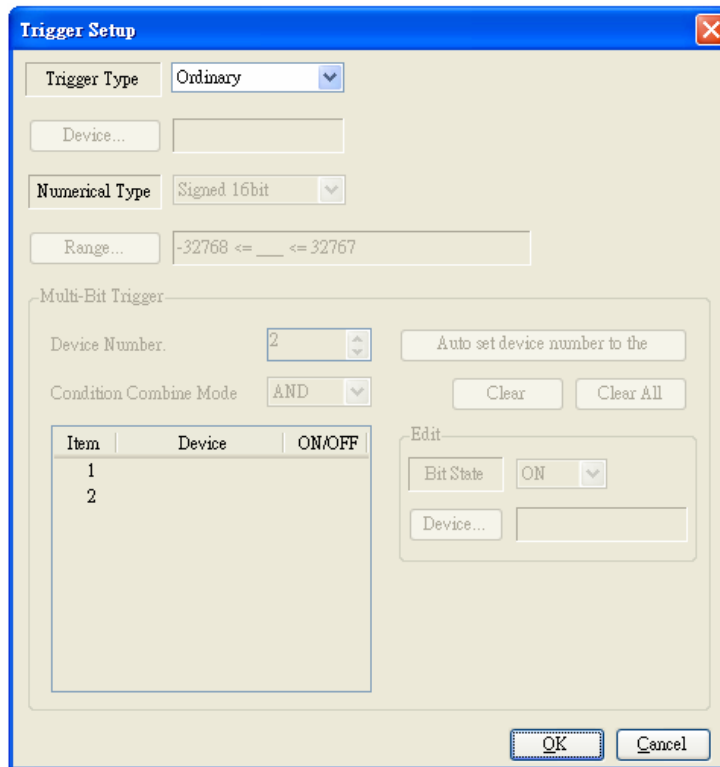 Trigger Setup
Trigger Type Ordinary
Device...
Numerical Type Signed 16bit
Range... -32768 <= ___ <= 32767
Multi-Bit Trigger
Device Number. 2 Auto set device number to the
Condition Combine Mode AND Clear Clear All
Item Device ON/OFF
1
2
Edit
Bit State ON
Device...
OK Cancel